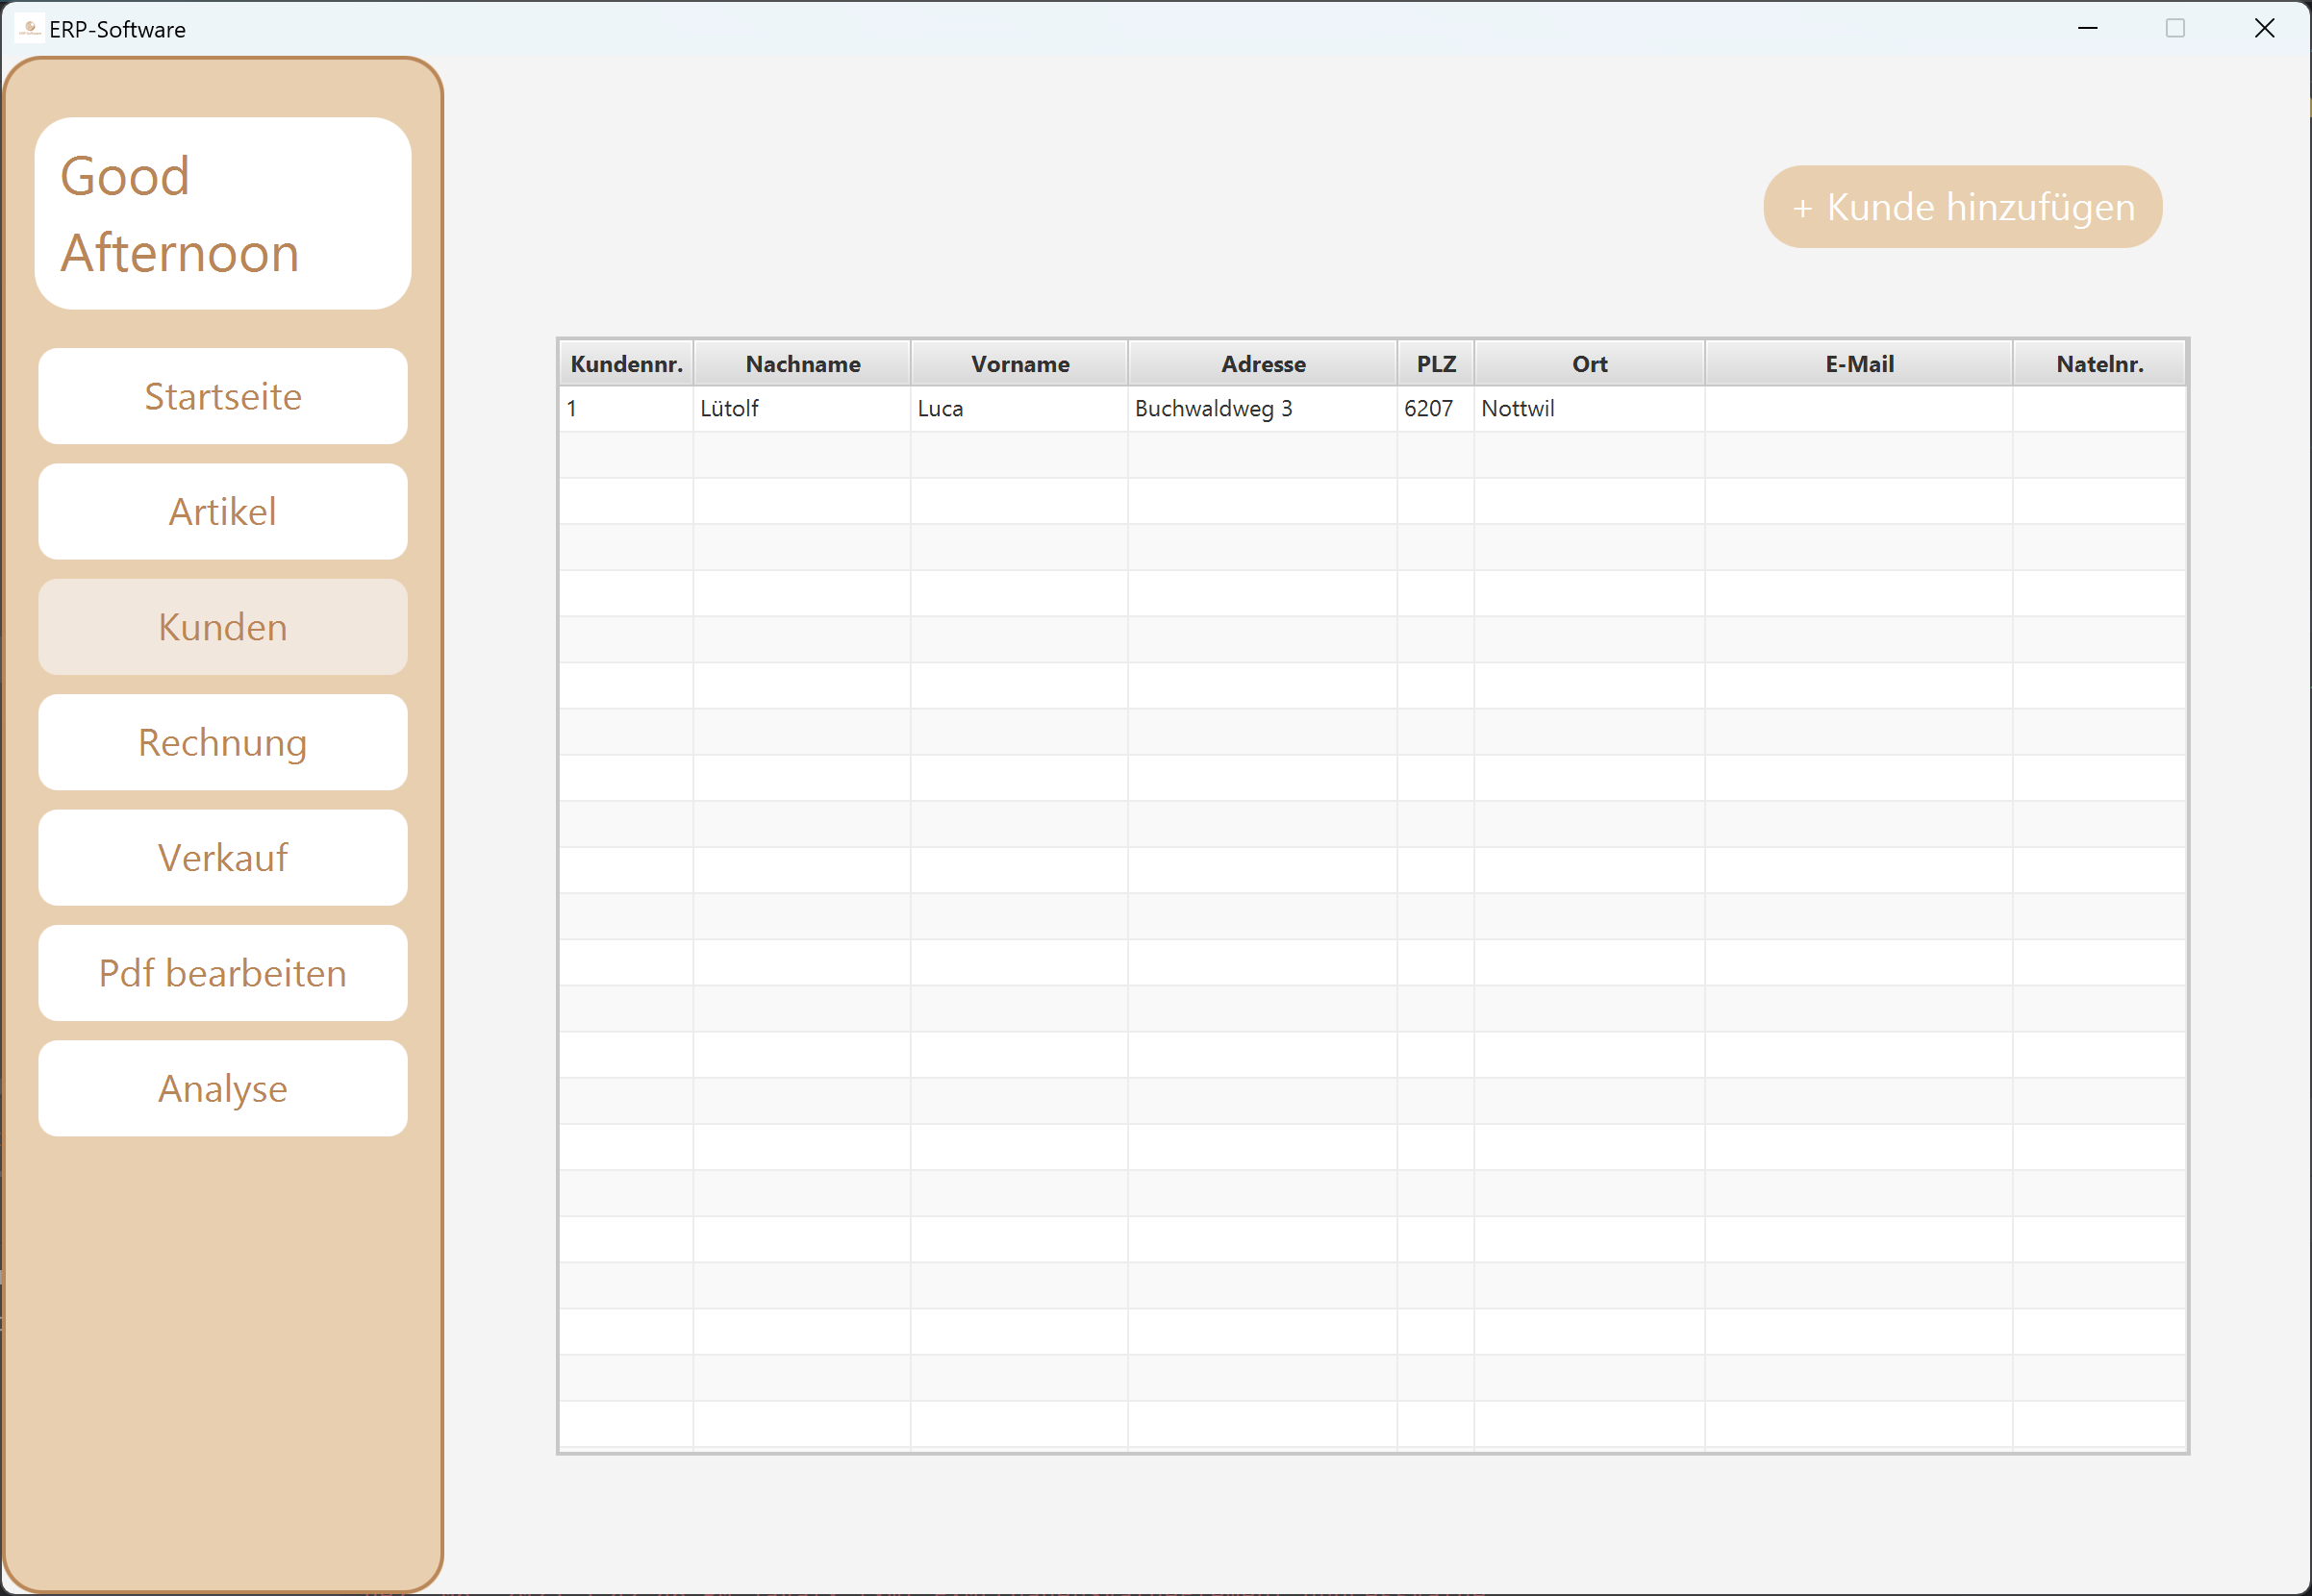 ERP-Software
Good
Afternoon
Startseite
Artikel
Kunden
Rechnung
Verkauf
Pdf bearbeiten
Analyse
+ Kunde hinzufügen
Kundennr. Nachname Vorname Adresse PLZ Ort E-Mail Natelnr.
1 Lütolf Luca Buchwaldweg 3 6207 Nottwil